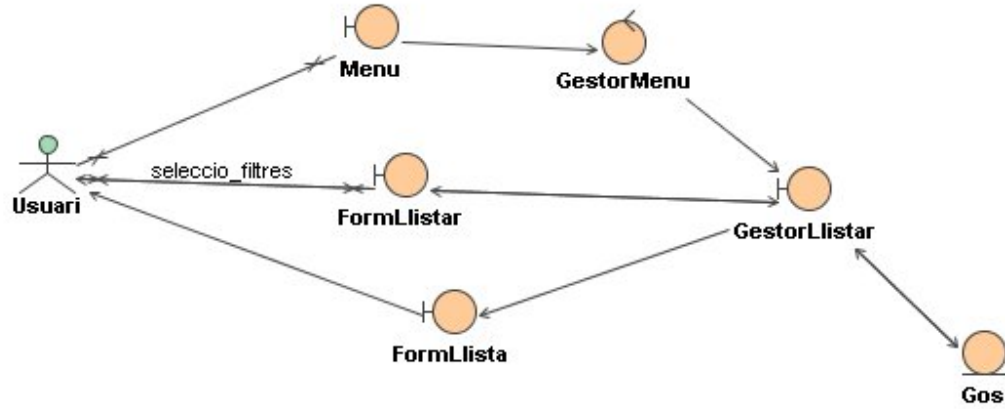 Menu
GestorMenu
seleccio_filtres
Usuari
FormLlistar
GestorLlistar
FormLlista
Gos